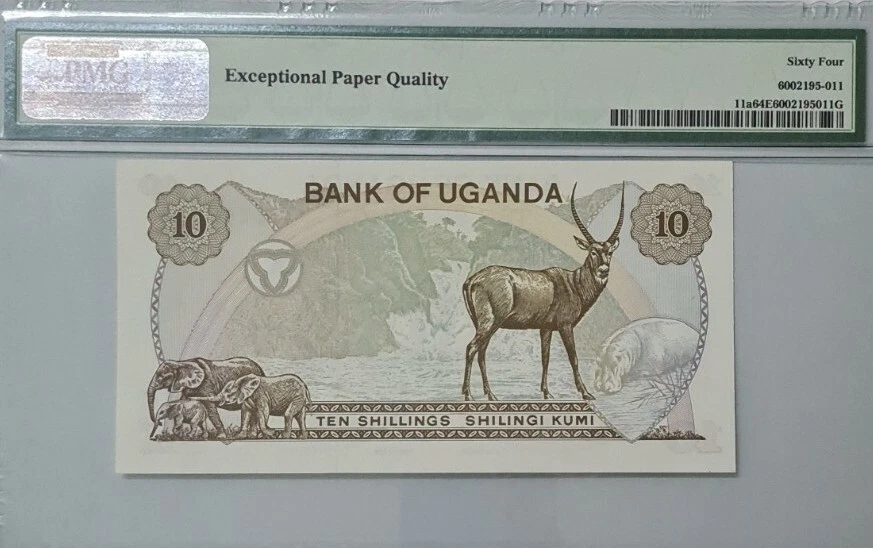 PMG
Exceptional Paper Quality
Sixty Four
6002195-011
11a64E6002195011G
BANK OF UGANDA
10
10
TEN SHILLINGS SHILINGI KUMI